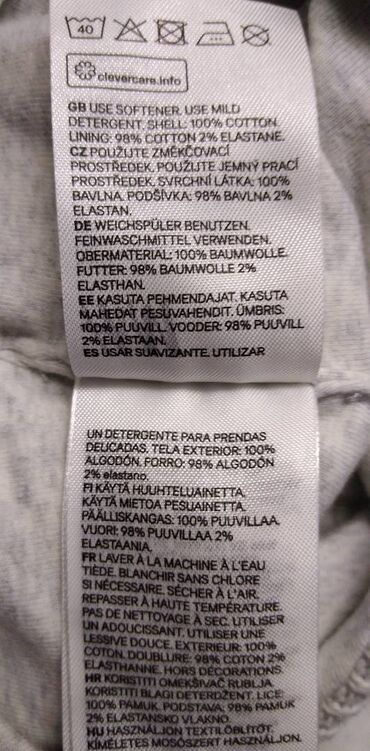 40
clevercare.info
GB USE SOFTENER. USE MILD
DETERGENT. SHELL: 100% COTTON.
LINING: 98% COTTON 2% ELASTANE.
CZ POUŽIJTE ZMĚKČOVACÍ
PROSTŘEDEK. POUŽIJTE JEMNÝ PRACÍ
PROSTŘEDEK. SVRCHNÍ LÁTKA: 100%
BAVLNA. PODŠÍVKA: 98% BAVLNA 2%
ELASTAN.
DE WEICHSPÜLER BENUTZEN.
FEINWASCHMITTEL VERWENDEN.
OBERMATERIAL: 100% BAUMWOLLE.
FUTTER: 98% BAUMWOLLE 2%
ELASTHAN.
EE KASUTA PEHMENDAJAT. KASUTA
MAHEDAT PESUVAHENDIT. ÜMBRIS:
100% PUUVILL. VOODER: 98% PUUVILL
2% ELASTAAN.
ES USAR SUAVIZANTE. UTILIZAR
UN DETERGENTE PARA PRENDAS
DELICADAS. TELA EXTERIOR: 100%
ALGODÓN. FORRO: 98% ALGODÓN
2% elastano.
FI KÄYTÄ HUUHTELUAINETTA.
KÄYTÄ MIETOA PESUAINETTA.
PÄÄLLISKANGAS: 100% PUUVILLAA.
VUORI: 98% PUUVILLAA 2%
ELASTAANIA.
FR LAVER À LA MACHINE À L'EAU
TIÈDE. BLANCHIR SANS CHLORE
SI NÉCESSAIRE. SÉCHER À L'AIR.
REPASSER À HAUTE TEMPÉRATURE.
PAS DE NETTOYAGE À SEC. UTILISER
UN ADOUCISSANT. UTILISER UNE
LESSIVE DOUCE. EXTERIEUR: 100%
COTON. DOUBLURE: 98% COTON 2%
ELASTHANNE. HORS DÉCORATIONS.
HR KORISTITI OMEKŠIVAČ RUBLJA.
KORISTITI BLAGI DETERDŽENT. LICE:
100% PAMUK. PODSTAVA: 98% PAMUK
2% ELASTANSKO VLAKNO.
HU HASZNÁLJON TEXTILÖBLÍTŐT.
KÍMÉLETES MOSÓSZERT HASZNÁLJON.